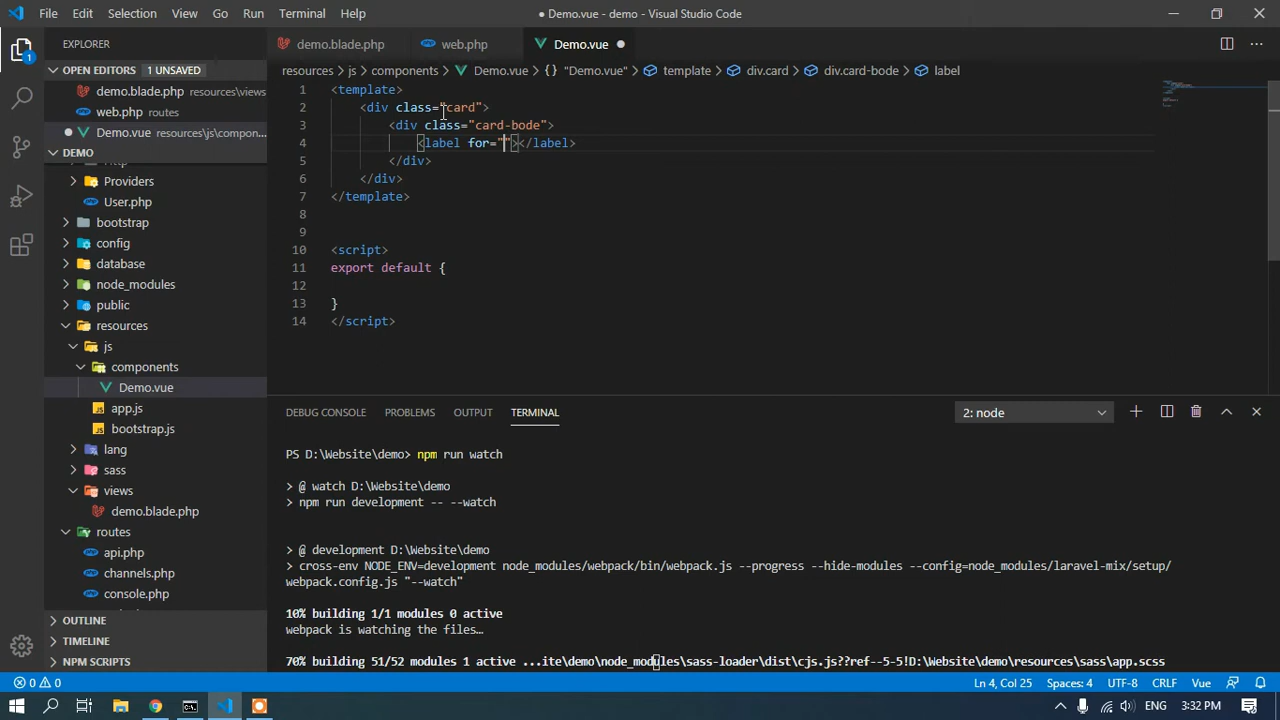 File Edit Selection View Go Run Terminal Help ● Demo.vue - demo - Visual Studio Code
EXPLORER
demo.blade.php web.php Demo.vue
OPEN EDITORS 1 UNSAVED
resources > js > components > Demo.vue > {} "Demo.vue" > template > div.card > div.card-bode > label
demo.blade.php resources\views
web.php routes
Demo.vue resources\js\compon...
DEMO
Http
Providers
User.php
bootstrap
config
database
node_modules
public
resources
js
components
Demo.vue
app.js
bootstrap.js
lang
sass
views
demo.blade.php
routes
api.php
channels.php
console.php
OUTLINE
TIMELINE
NPM SCRIPTS
1 <template>
2 <div class="card">
3 <div class="card-bode">
4 <label for=""></label>
5 </div>
6 </div>
7 </template>
8
9
10 <script>
11 export default {
12
13 }
14 </script>
DEBUG CONSOLE PROBLEMS OUTPUT TERMINAL 2: node
PS D:\Website\demo> npm run watch
> @ watch D:\Website\demo
> npm run development -- --watch
> @ development D:\Website\demo
> cross-env NODE_ENV=development node_modules/webpack/bin/webpack.js --progress --hide-modules --config=node_modules/laravel-mix/setup/
webpack.config.js "--watch"
10% building 1/1 modules 0 active
webpack is watching the files…
70% building 51/52 modules 1 active ...ite\demo\node_modules\sass-loader\dist\cjs.js??ref--5-5!D:\Website\demo\resources\sass\app.scss
0 0 Ln 4, Col 25 Spaces: 4 UTF-8 CRLF Vue
ENG 3:32 PM